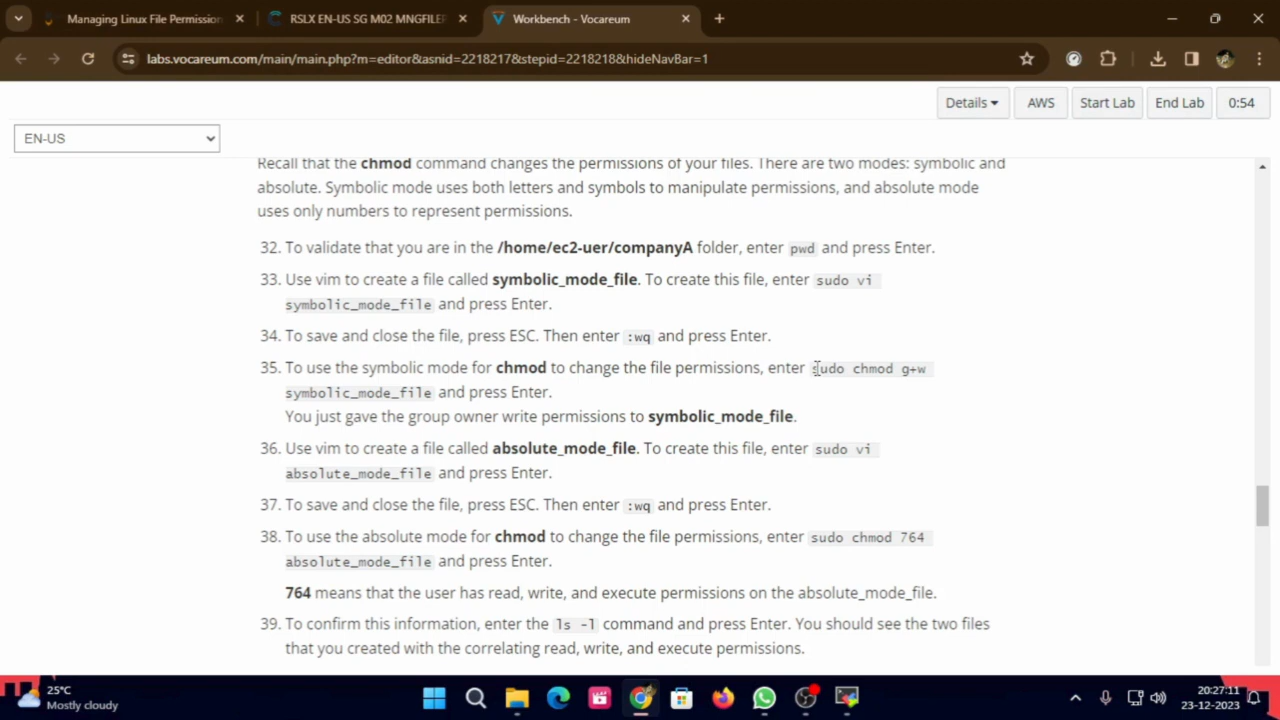 Managing Linux File Permission
RSLX EN-US SG M02 MNGFILEP
Workbench - Vocareum
labs.vocareum.com/main/main.php?m=editor&asnid=2218217&stepid=2218218&hideNavBar=1
Details
AWS
Start Lab
End Lab
0:54
EN-US
Recall that the chmod command changes the permissions of your files. There are two modes: symbolic and
absolute. Symbolic mode uses both letters and symbols to manipulate permissions, and absolute mode
uses only numbers to represent permissions.
32. To validate that you are in the /home/ec2-uer/companyA folder, enter pwd and press Enter.
33. Use vim to create a file called symbolic_mode_file. To create this file, enter sudo vi
symbolic_mode_file and press Enter.
34. To save and close the file, press ESC. Then enter :wq and press Enter.
35. To use the symbolic mode for chmod to change the file permissions, enter sudo chmod g+w
symbolic_mode_file and press Enter.
You just gave the group owner write permissions to symbolic_mode_file.
36. Use vim to create a file called absolute_mode_file. To create this file, enter sudo vi
absolute_mode_file and press Enter.
37. To save and close the file, press ESC. Then enter :wq and press Enter.
38. To use the absolute mode for chmod to change the file permissions, enter sudo chmod 764
absolute_mode_file and press Enter.
764 means that the user has read, write, and execute permissions on the absolute_mode_file.
39. To confirm this information, enter the ls -l command and press Enter. You should see the two files
that you created with the correlating read, write, and execute permissions.
25°C
Mostly cloudy
20:27:11
23-12-2023